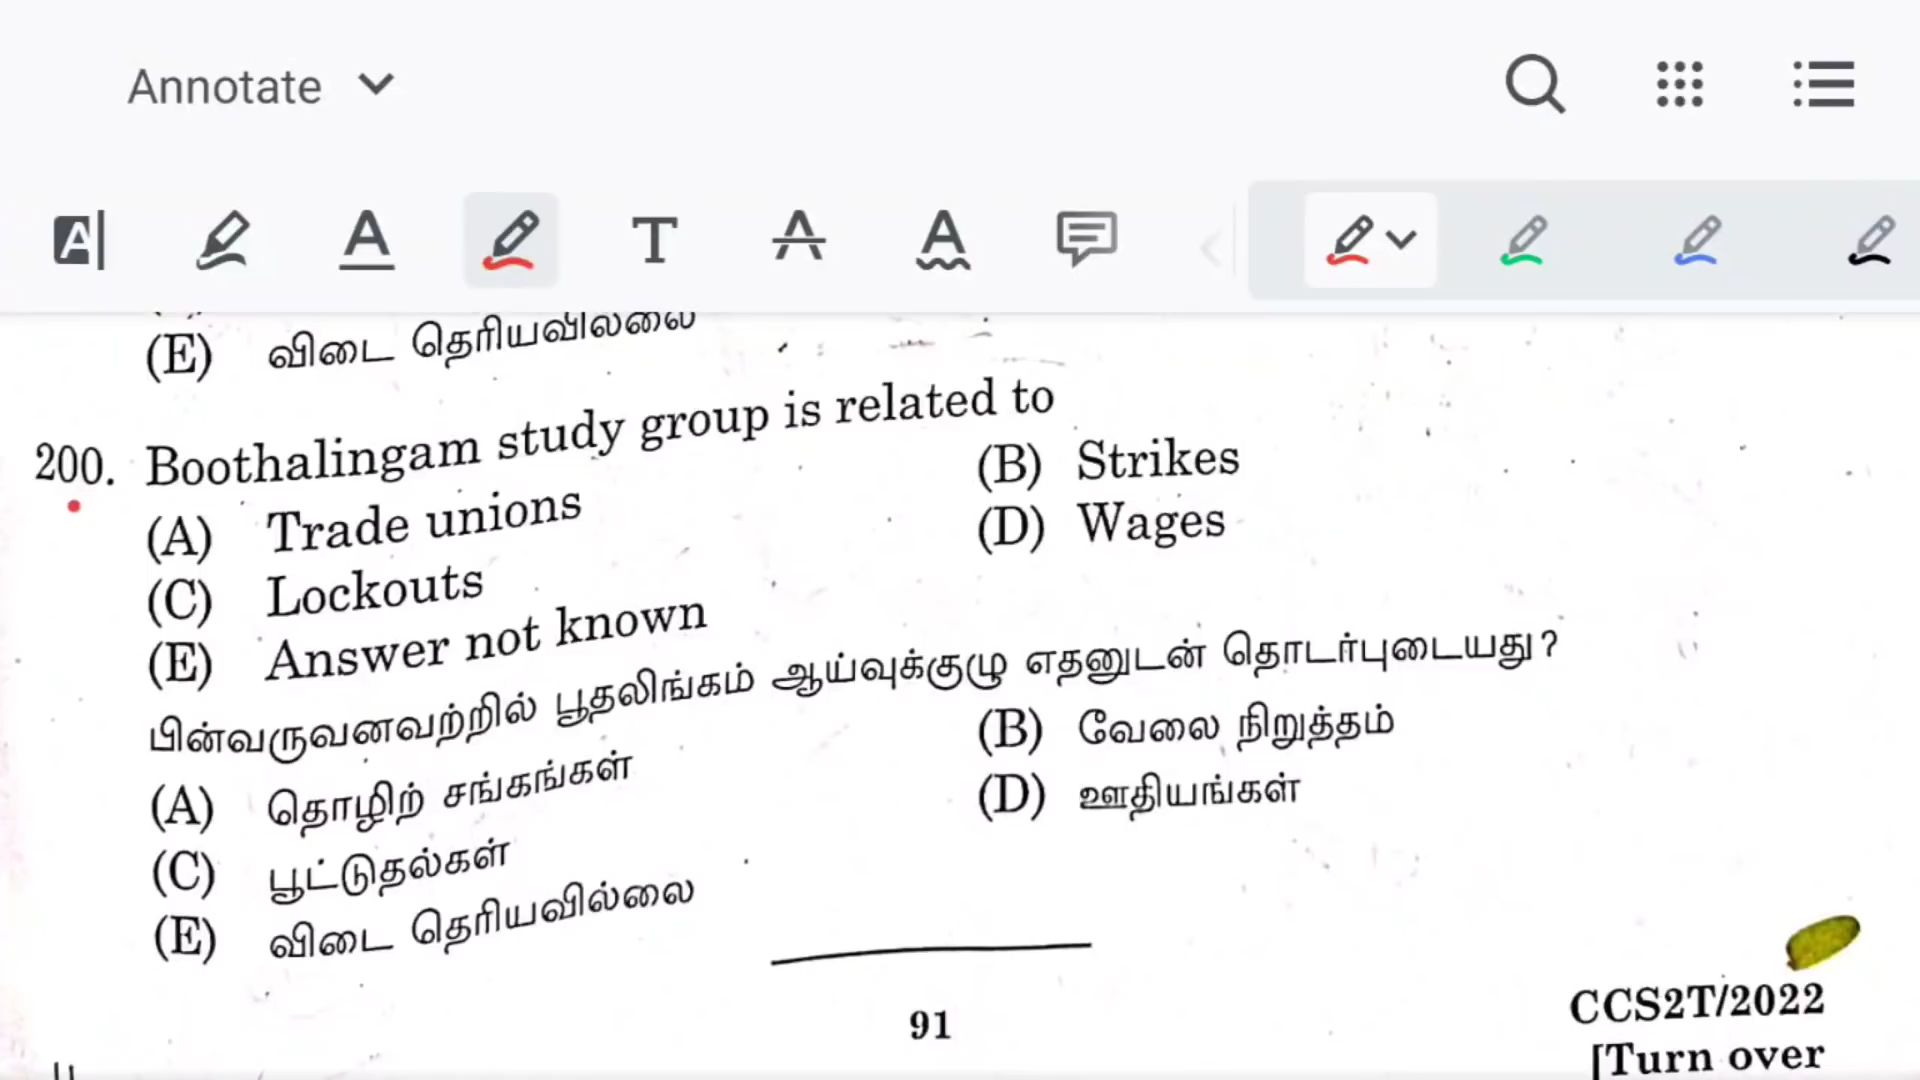 Annotate
(E) விடை தெரியவில்லை
200. Boothalingam study group is related to
(A) Trade unions (B) Strikes
(C) Lockouts (D) Wages
(E) Answer not known
பின்வருவனவற்றில் பூதலிங்கம் ஆய்வுக்குழு எதனுடன் தொடர்புடையது?
(A) தொழிற் சங்கங்கள் (B) வேலை நிறுத்தம்
(C) பூட்டுதல்கள் (D) ஊதியங்கள்
(E) விடை தெரியவில்லை
91
CCS2T/2022
[Turn over